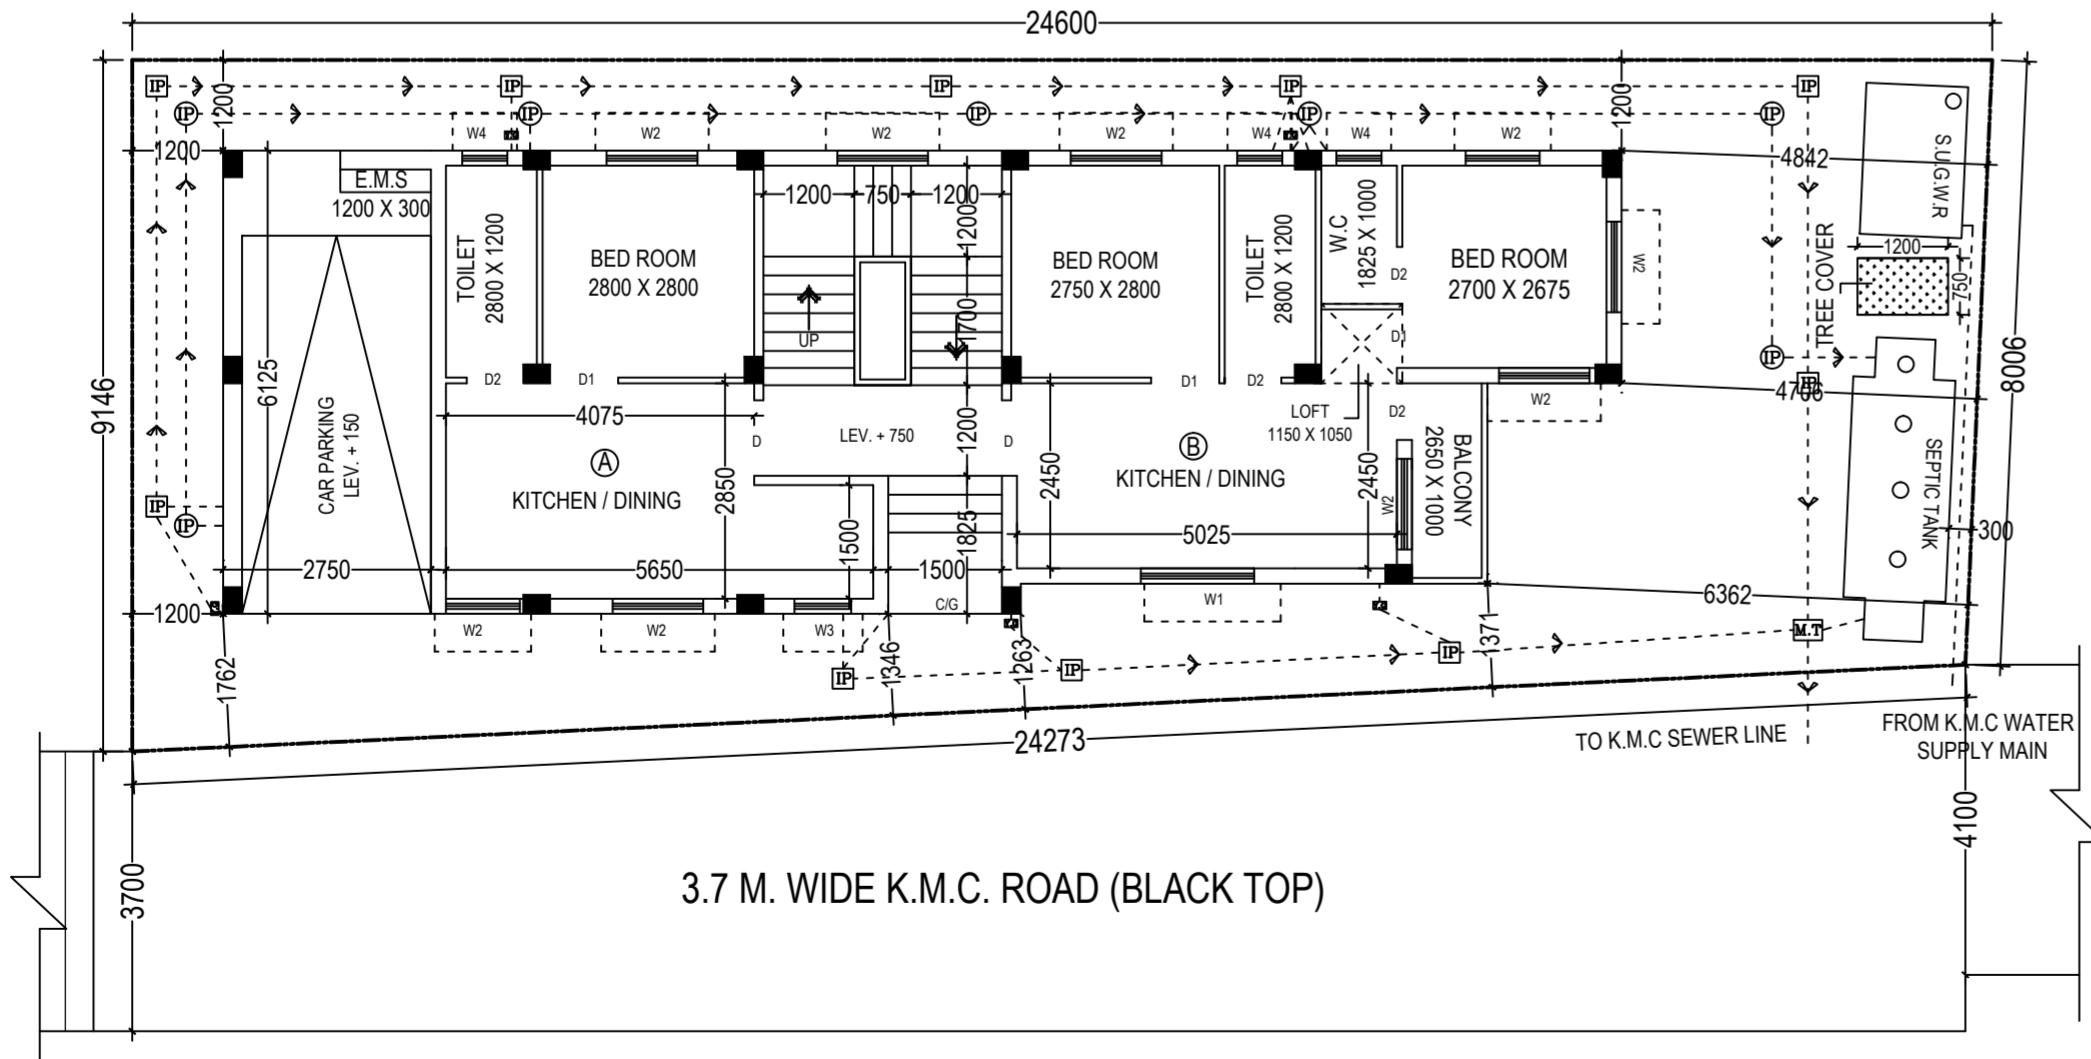 24600
IP
IP
IP
IP
IP
IP
IP
IP
IP
IP
1200
1200
W4
W2
W2
W2
W4
W4
W2
1200
4842
S.U.G.W.R
E.M.S
1200 X 300
1200
750
1200
1200
TOILET
2800 X 1200
BED ROOM
2800 X 2800
BED ROOM
2750 X 2800
TOILET
2800 X 1200
W.C
1825 X 1000
D2
BED ROOM
2700 X 2675
W2
TREE COVER
1200
750
UP
1700
D1
IP
IP
9146
6125
CAR PARKING
LEV. + 150
D2
D1
D1
D2
4706
8006
4075
LOFT
1150 X 1050
D2
W2
D
LEV. + 750
1200
D
A
KITCHEN / DINING
2850
B
KITCHEN / DINING
2450
2450
W2
BALCONY
2650 X 1000
SEPTIC TANK
IP
IP
1500
1825
5025
300
2750
5650
1500
1200
C/G
W2
W2
W3
W1
6362
1762
1346
1263
1371
M.T
IP
IP
IP
24273
TO K.M.C SEWER LINE
FROM K.M.C WATER
SUPPLY MAIN
3700
4100
3.7 M. WIDE K.M.C. ROAD (BLACK TOP)